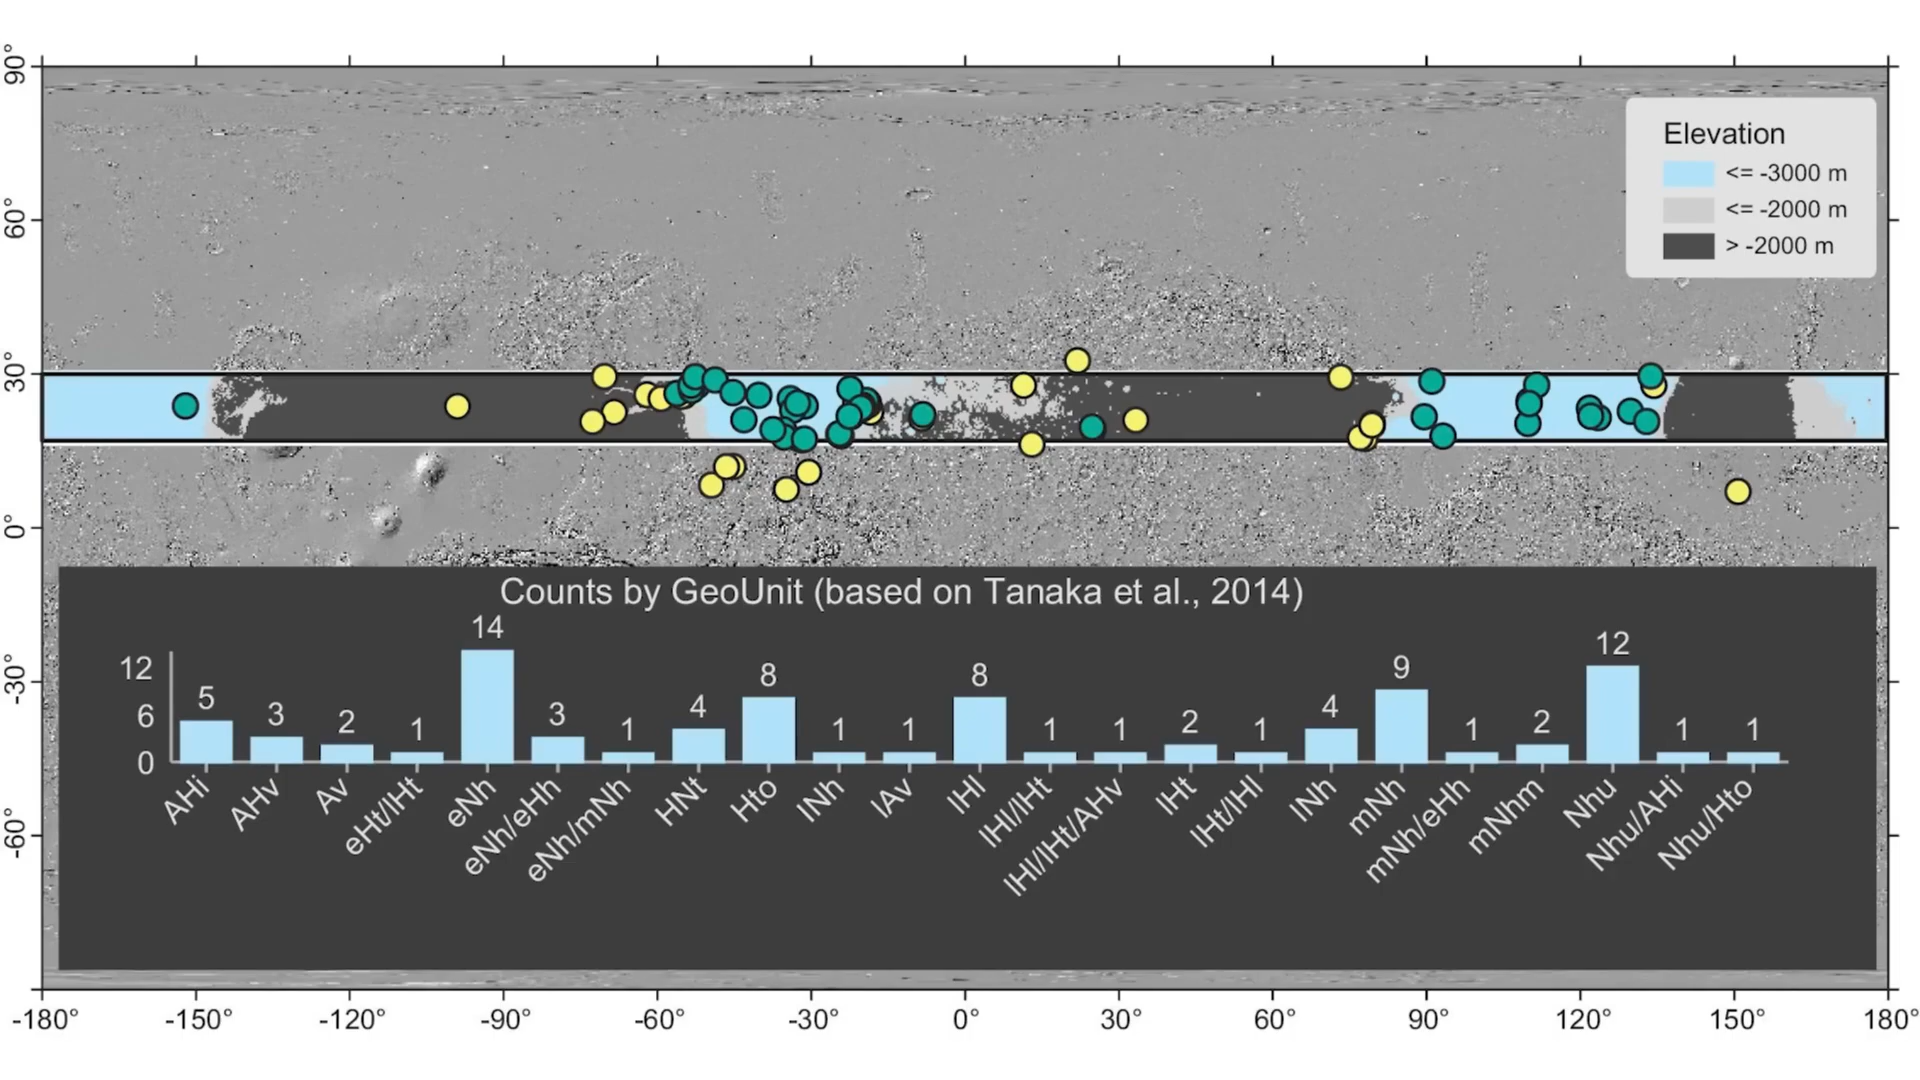 90°
60°
30°
0°
-30°
-60°
Elevation
<= -3000 m
<= -2000 m
> -2000 m
Counts by GeoUnit (based on Tanaka et al., 2014)
12
6
0
5 3 2 1 14 3 1 4 8 1 1 8 1 1 2 1 4 9 1 2 12 1 1
AHi AHv Av eHt/lHt eNh eNh/eHh eNh/mNh HNt Hto INh lAv lHl lHl/lHt lHl/lHt/AHv lHt lHt/lHl lNh mNh mNh/eHh mNhm Nhu Nhu/AHi Nhu/Hto
-180° -150° -120° -90° -60° -30° 0° 30° 60° 90° 120° 150° 180°